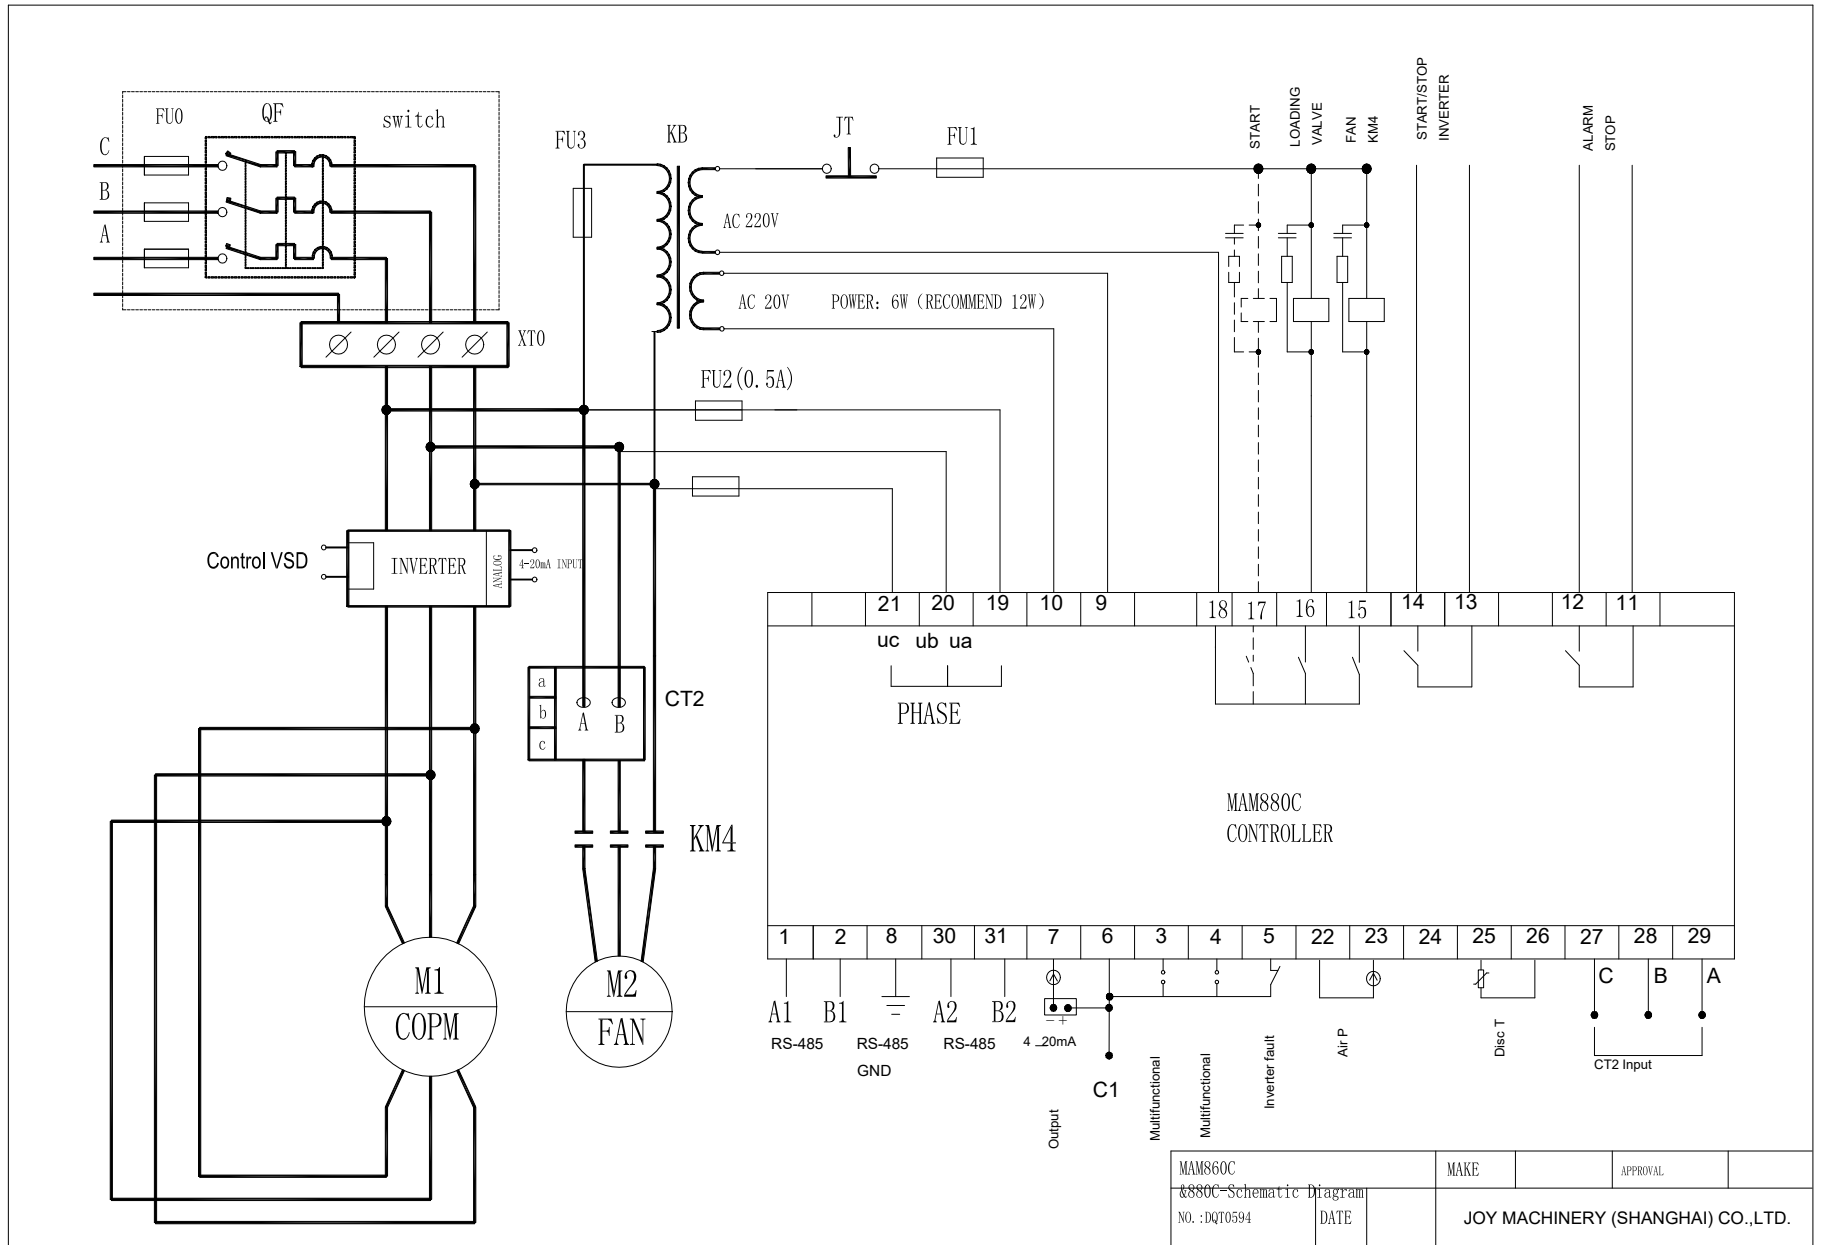 FU0
QF
switch
C
B
A
XT0
FU3
KB
JT
FU1
AC 220V
AC 20V
POWER: 6W (RECOMMEND 12W)
FU2(0.5A)
START
LOADING
VALVE
FAN
KM4
START/STOP
INVERTER
ALARM
STOP
Control VSD
INVERTER
ANALOG
4-20mA INPUT
a
b
c
A
B
CT2
KM4
M1
COPM
M2
FAN
21 20 19 10 9 18 17 16 15 14 13 12 11
uc ub ua
PHASE
MAM880C
CONTROLLER
1 2 8 30 31 7 6 3 4 5 22 23 24 25 26 27 28 29
C B A
A1 B1 A2 B2
- +
RS-485 RS-485 RS-485 4_20mA
GND
C1
Output
Multifunctional
Multifunctional
Inverter fault
Air P
Disc T
CT2 Input
MAM860C
&880C-Schematic Diagram
MAKE
APPROVAL
NO.:DQT0594
DATE
JOY MACHINERY (SHANGHAI) CO.,LTD.